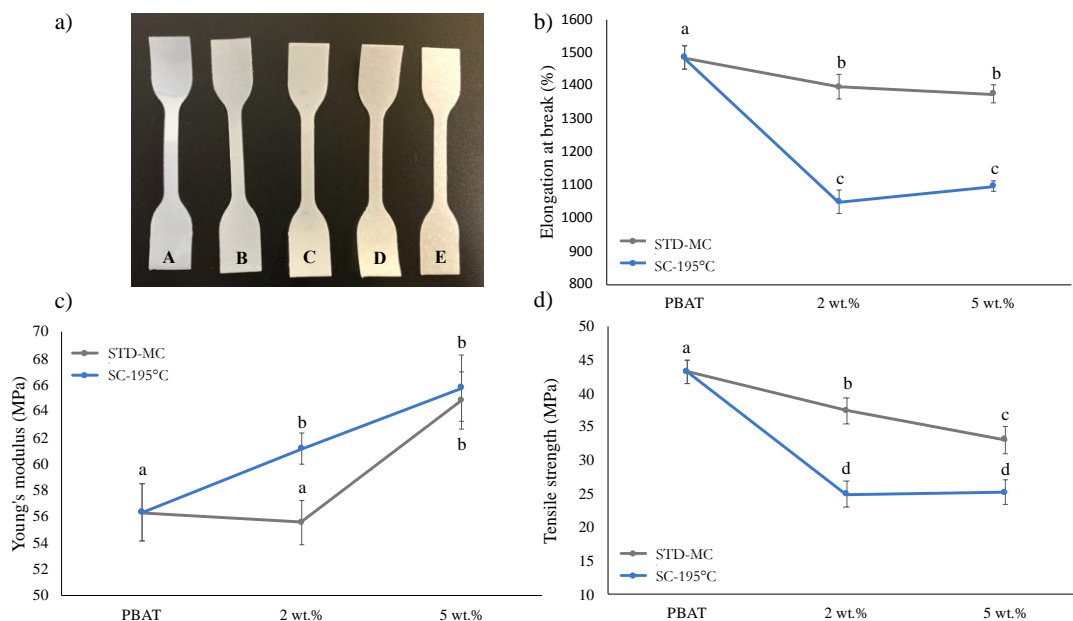 a)
A B C D E
b)
Elongation at break (%)
1600
1500
1400
1300
1200
1100
1000
900
800
a
b
b
c
c
STD-MC
SC-195°C
PBAT 2 wt.% 5 wt.%
c)
Young's modulus (MPa)
70
68
66
64
62
60
58
56
54
52
50
STD-MC
SC-195°C
a
b
a
b
b
PBAT 2 wt.% 5 wt.%
d)
Tensile strength (MPa)
50
45
40
35
30
25
20
15
10
a
b
c
d
d
STD-MC
SC-195°C
PBAT 2 wt.% 5 wt.%